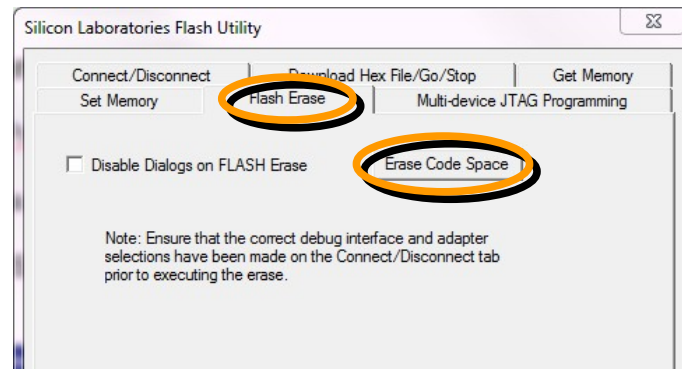 Silicon Laboratories Flash Utility
Connect/Disconnect Download Hex File/Go/Stop Get Memory
Set Memory Flash Erase Multi-device JTAG Programming
Disable Dialogs on FLASH Erase Erase Code Space
Note: Ensure that the correct debug interface and adapter
selections have been made on the Connect/Disconnect tab
prior to executing the erase.